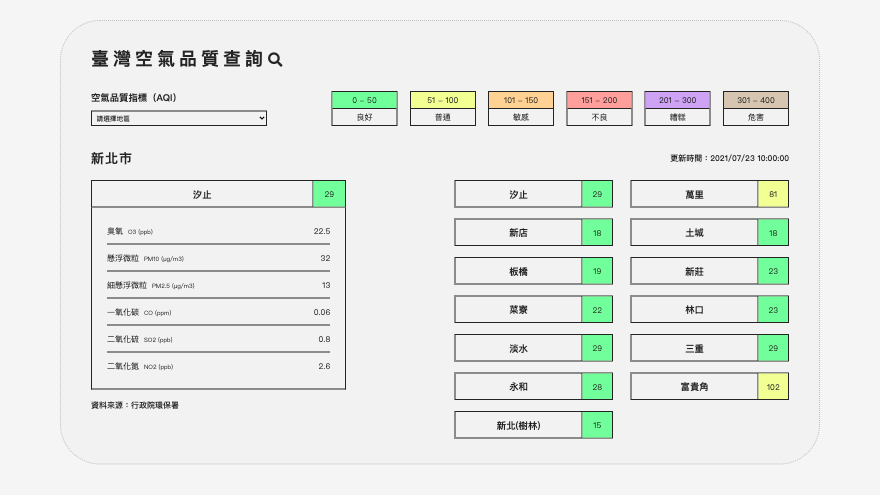 臺灣空氣品質查詢
空氣品質指標（AQI）
請選擇地區
0 – 50
51 – 100
101 – 150
151 – 200
201 – 300
301 – 400
良好
普通
敏感
不良
糟糕
危害
新北市
更新時間：2021/07/23 10:00:00
汐止 29
臭氧 O3 (ppb) 22.5
懸浮微粒 PM10 (μg/m3) 32
細懸浮微粒 PM2.5 (μg/m3) 13
一氧化碳 CO (ppm) 0.06
二氧化硫 SO2 (ppb) 0.8
二氧化氮 NO2 (ppb) 2.6
資料來源：行政院環保署
汐止 29
萬里 81
新店 18
土城 18
板橋 19
新莊 23
菜寮 22
林口 23
淡水 29
三重 29
永和 28
富貴角 102
新北(樹林) 15